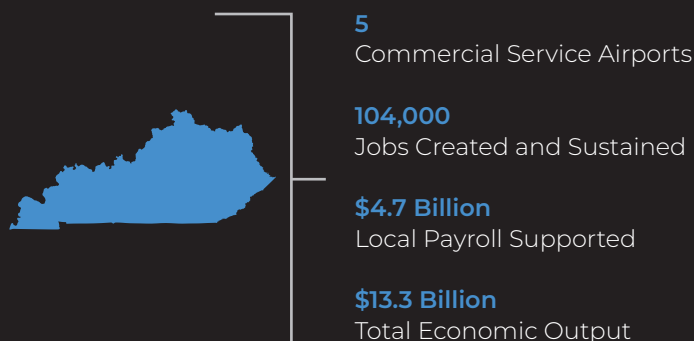 5
Commercial Service Airports
104,000
Jobs Created and Sustained
$4.7 Billion
Local Payroll Supported
$13.3 Billion
Total Economic Output